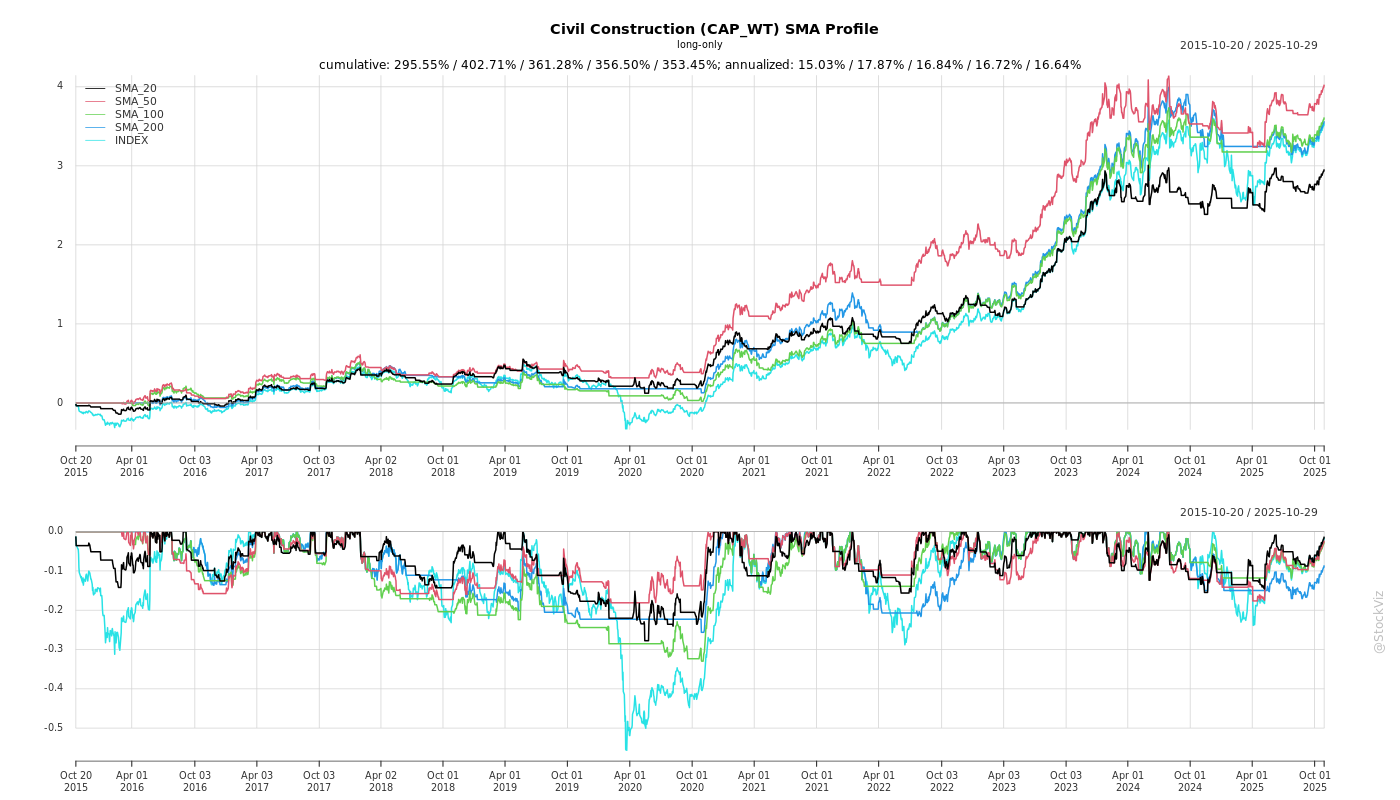 Civil Construction (CAP_WT) SMA Profile
long-only
2015-10-20 / 2025-10-29
cumulative: 295.55% / 402.71% / 361.28% / 356.50% / 353.45%; annualized: 15.03% / 17.87% / 16.84% / 16.72% / 16.64%
SMA_20
SMA_50
SMA_100
SMA_200
INDEX
4
3
2
1
0
Oct 20 Apr 01 Oct 03 Apr 03 Oct 03 Apr 02 Oct 01 Apr 01 Oct 01 Apr 01 Oct 01 Apr 01 Oct 01 Apr 01 Oct 03 Apr 03 Oct 03 Apr 01 Oct 01 Apr 01 Oct 01
2015 2016 2016 2017 2017 2018 2018 2019 2019 2020 2020 2021 2021 2022 2022 2023 2023 2024 2024 2025 2025
2015-10-20 / 2025-10-29
0.0
-0.1
-0.2
-0.3
-0.4
-0.5
Oct 20 Apr 01 Oct 03 Apr 03 Oct 03 Apr 02 Oct 01 Apr 01 Oct 01 Apr 01 Oct 01 Apr 01 Oct 01 Apr 01 Oct 03 Apr 03 Oct 03 Apr 01 Oct 01 Apr 01 Oct 01
2015 2016 2016 2017 2017 2018 2018 2019 2019 2020 2020 2021 2021 2022 2022 2023 2023 2024 2024 2025 2025
@StockViz